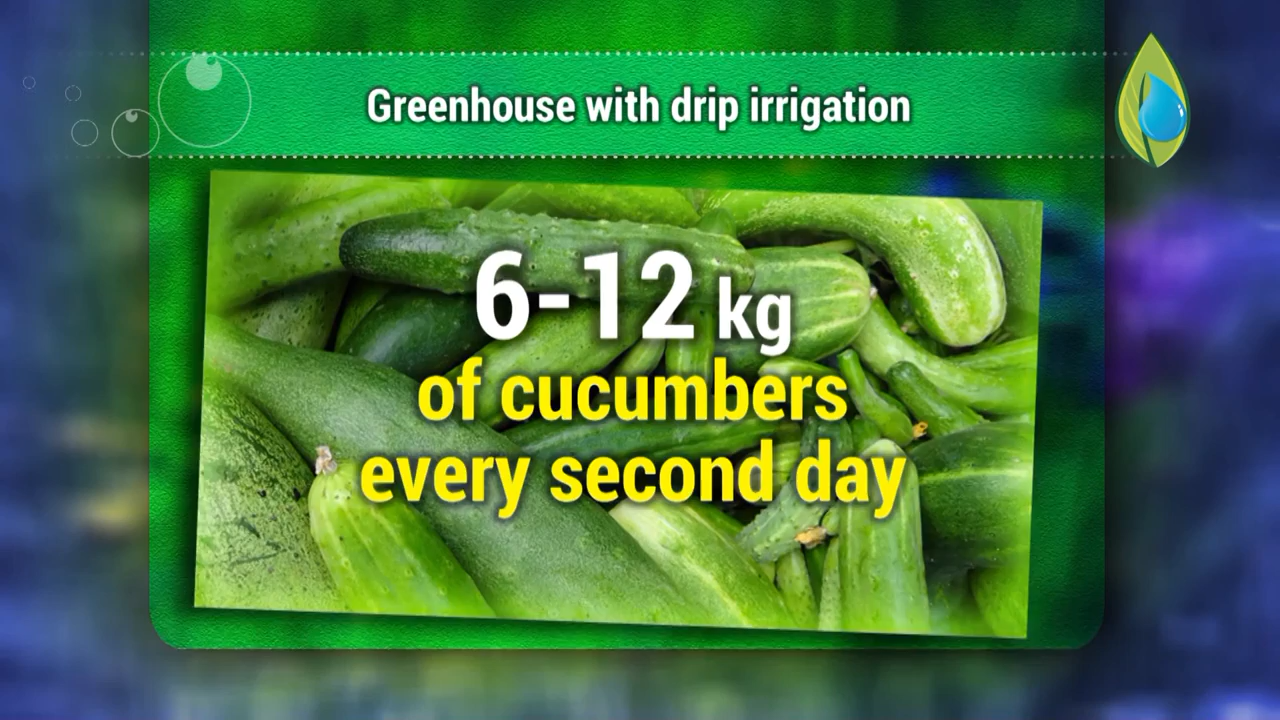 Greenhouse with drip irrigation
6-12 kg
of cucumbers
every second day